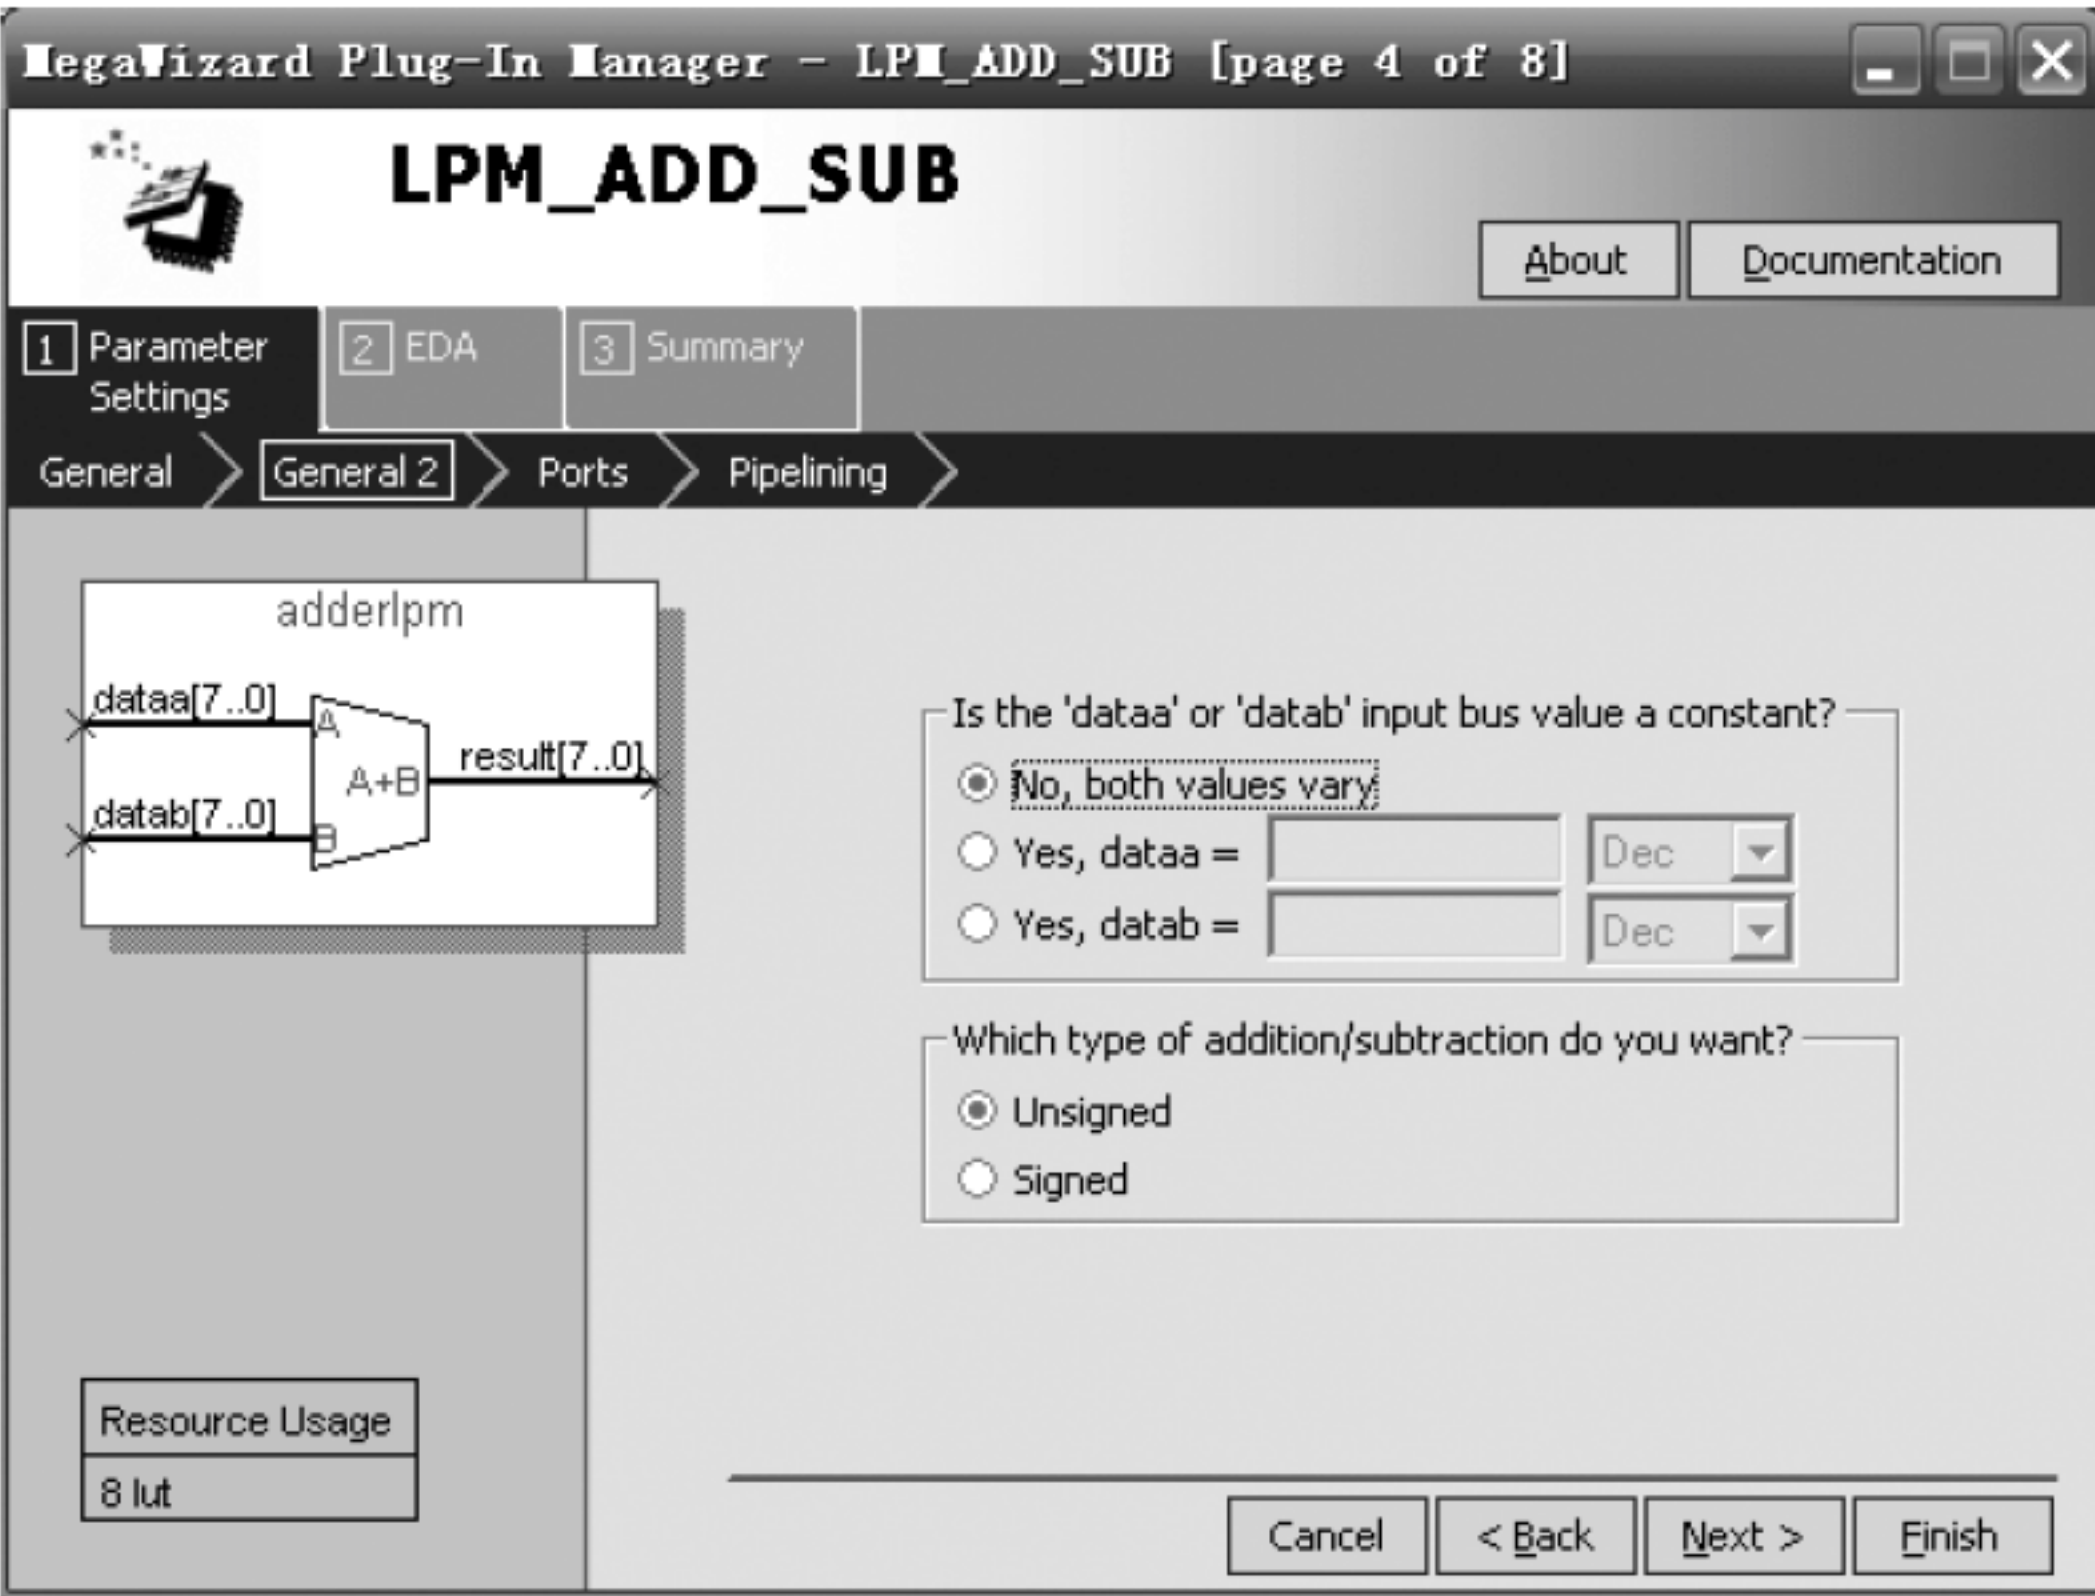 MegaWizard Plug-In Manager - LPM_ADD_SUB [page 4 of 8]
LPM_ADD_SUB
About
Documentation
1 Parameter Settings
2 EDA
3 Summary
General
General 2
Ports
Pipelining
adderlpm
dataa[7..0]
A
A+B
result[7..0]
datab[7..0]
B
Is the 'dataa' or 'datab' input bus value a constant?
No, both values vary
Yes, dataa =
Dec
Yes, datab =
Dec
Which type of addition/subtraction do you want?
Unsigned
Signed
Resource Usage
8 lut
Cancel
< Back
Next >
Finish